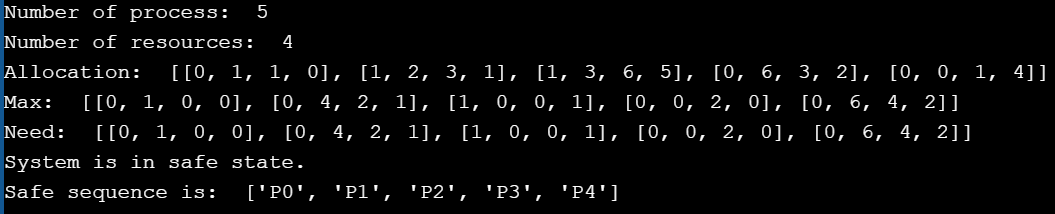 Number of process:  5
Number of resources:  4
Allocation:  [[0, 1, 1, 0], [1, 2, 3, 1], [1, 3, 6, 5], [0, 6, 3, 2], [0, 0, 1, 4]]
Max:  [[0, 1, 0, 0], [0, 4, 2, 1], [1, 0, 0, 1], [0, 0, 2, 0], [0, 6, 4, 2]]
Need:  [[0, 1, 0, 0], [0, 4, 2, 1], [1, 0, 0, 1], [0, 0, 2, 0], [0, 6, 4, 2]]
System is in safe state.
Safe sequence is:  ['P0', 'P1', 'P2', 'P3', 'P4']